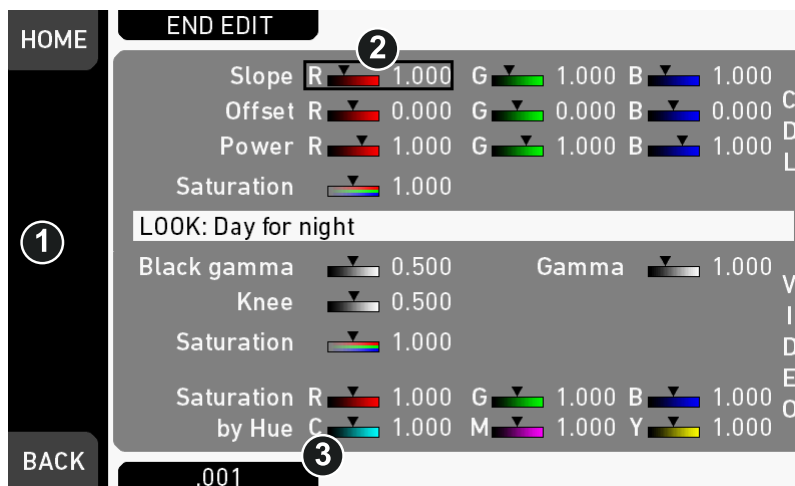 HOME
END EDIT
2
Slope R 1.000 G 1.000 B 1.000
Offset R 0.000 G 0.000 B 0.000
Power R 1.000 G 1.000 B 1.000
CDL
Saturation 1.000
1
LOOK: Day for night
Black gamma 0.500 Gamma 1.000
Knee 0.500
Saturation 1.000
VIDEO
Saturation R 1.000 G 1.000 B 1.000
by Hue C 1.000 M 1.000 Y 1.000
3
BACK
.001